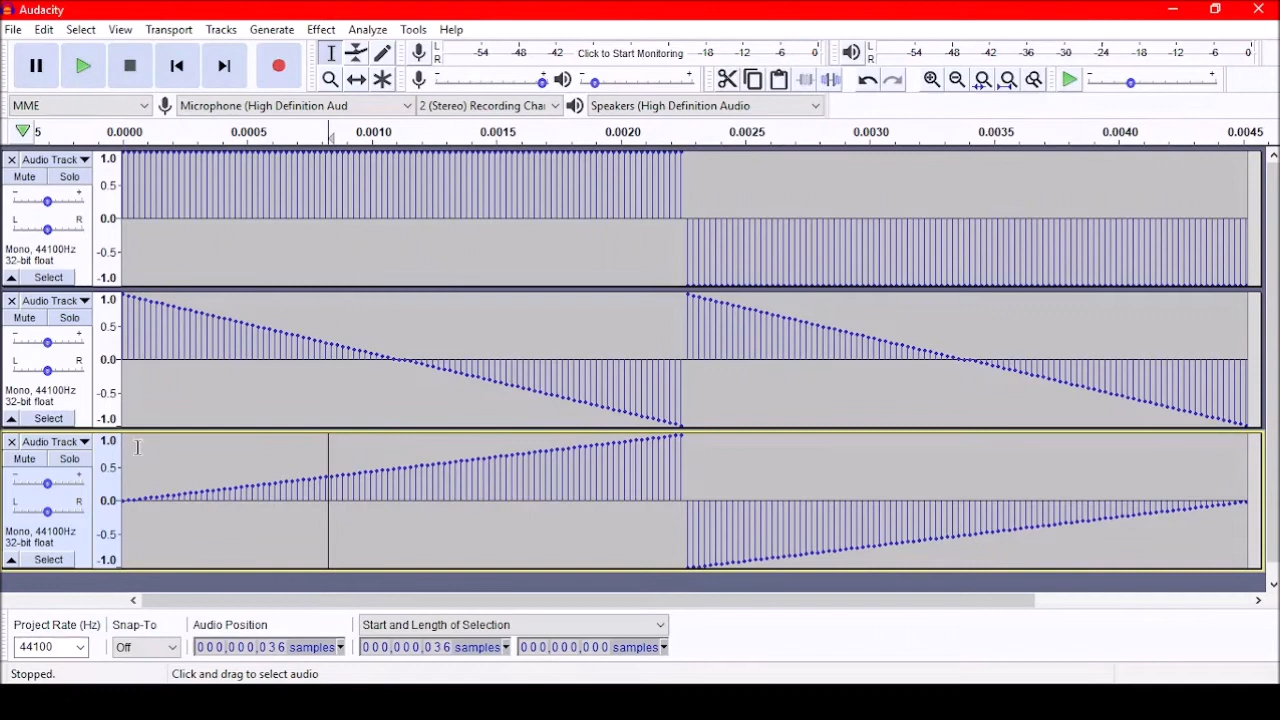 Audacity
File Edit Select View Transport Tracks Generate Effect Analyze Tools Help
L R -54 -48 -42 Click to Start Monitoring -18 -12 -6 0 L R -54 -48 -42 -36 -30 -24 -18 -12 -6 0
MME Microphone (High Definition Aud 2 (Stereo) Recording Chai Speakers (High Definition Audio
5 0.0000 0.0005 0.0010 0.0015 0.0020 0.0025 0.0030 0.0035 0.0040 0.0045
Audio Track 1.0
Mute Solo 0.5
- +
L R 0.0
Mono, 44100Hz -0.5
32-bit float
Select -1.0
Audio Track 1.0
Mute Solo 0.5
- +
L R 0.0
Mono, 44100Hz -0.5
32-bit float
Select -1.0
Audio Track 1.0
Mute Solo 0.5
- +
L R 0.0
Mono, 44100Hz -0.5
32-bit float
Select -1.0
Project Rate (Hz) Snap-To Audio Position Start and Length of Selection
44100 Off 000,000,036 samples 000,000,036 samples 000,000,000 samples
Stopped. Click and drag to select audio